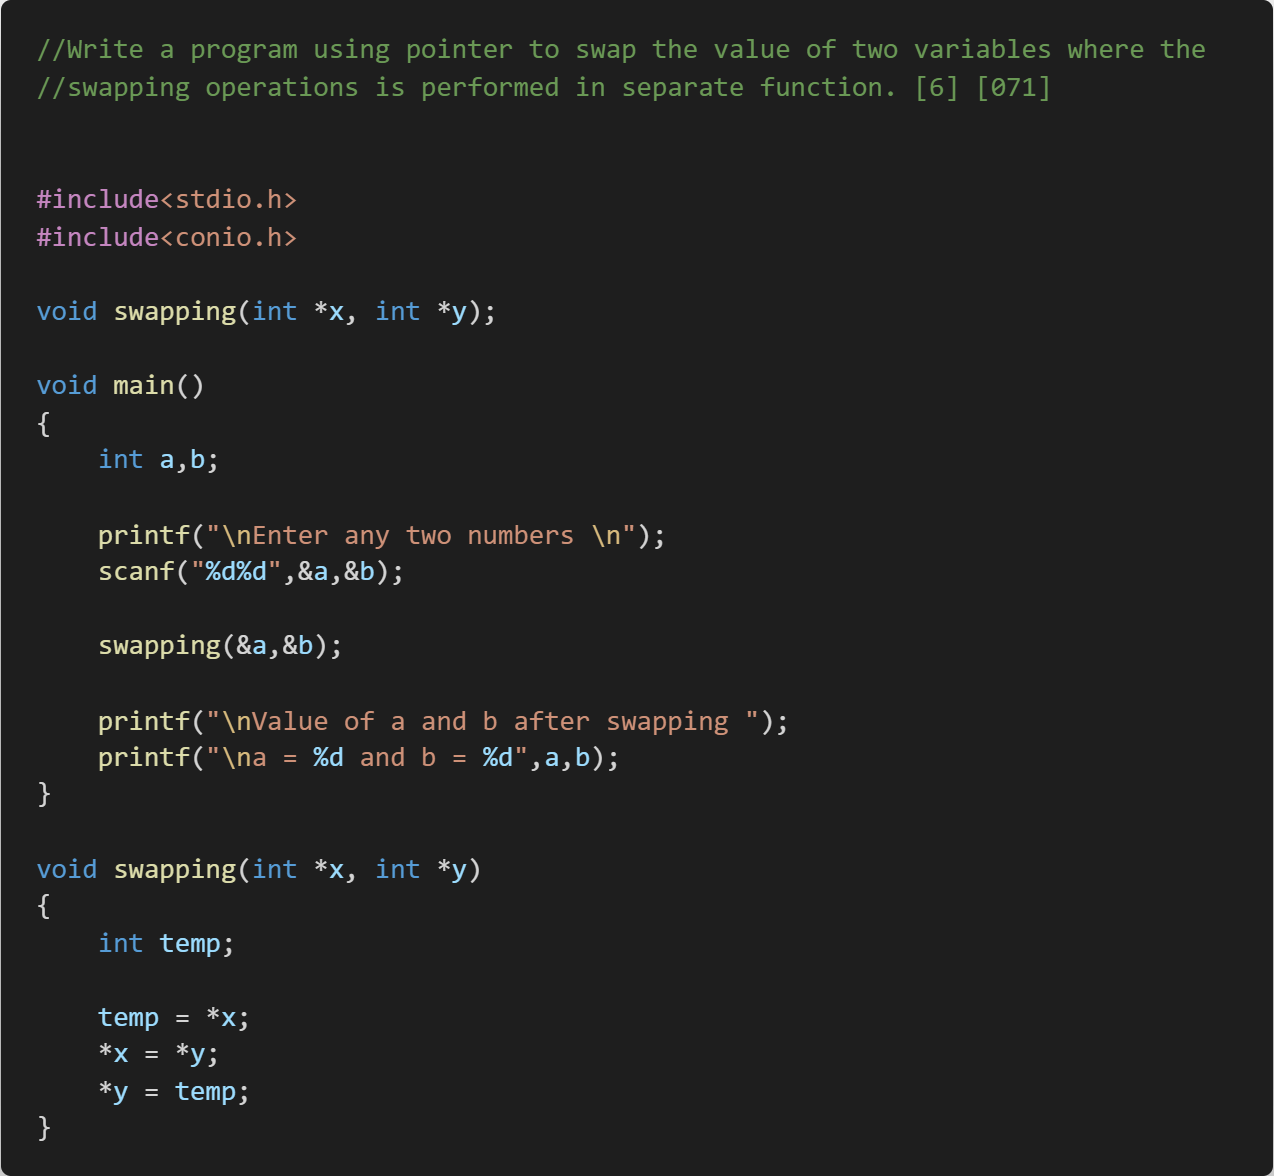 //Write a program using pointer to swap the value of two variables where the
//swapping operations is performed in separate function. [6] [071]
#include<stdio.h>
#include<conio.h>
void swapping(int *x, int *y);
void main()
{
    int a,b;
    printf("\nEnter any two numbers \n");
    scanf("%d%d",&a,&b);
    swapping(&a,&b);
    printf("\nValue of a and b after swapping ");
    printf("\na = %d and b = %d",a,b);
}
void swapping(int *x, int *y)
{
    int temp;
    temp = *x;
    *x = *y;
    *y = temp;
}